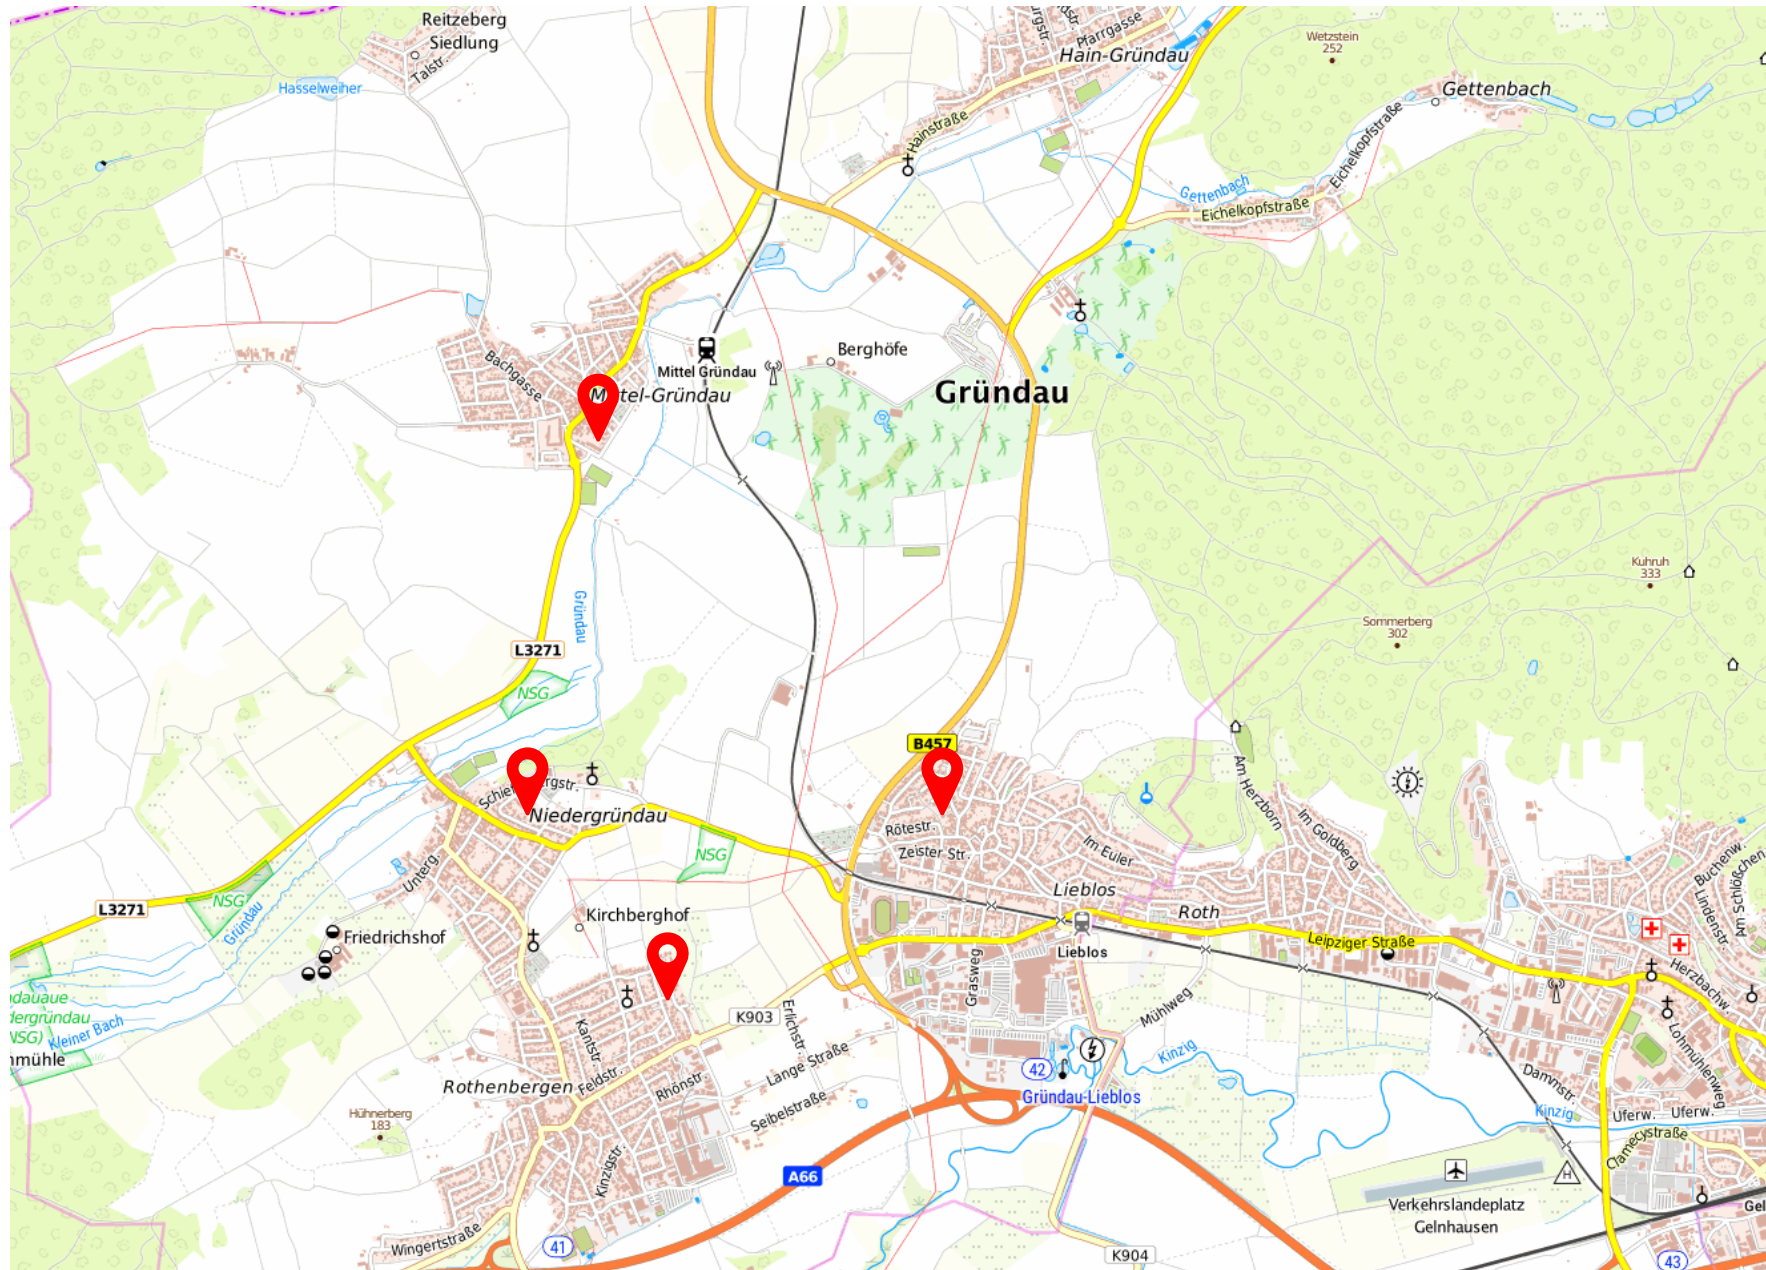 Reitzeberg
Siedlung
Talstr.
Hasselweiher
Pfarrgasse
Hain-Gründau
Wetzstein
252
Gettenbach
Hainstraße
Eichelkopfstraße
Gettenbach
Eichelkopfstraße
Bachgasse
Mittel Gründau
Berghöfe
Gründau
Gründau
L3271
NSG
Kuhruh
333
Sommerberg
302
B457
Am Herzborn
Niedergründau
Rötestr.
Zeister Str.
Im Euler
Im Goldberg
NSG
Unterg.
Lieblos
Roth
Buchenw.
Am Schlößchen
Lindenstr.
NSG
L3271
Gründau
Kirchberghof
Friedrichshof
Leipziger Straße
Lieblos
Grasweg
Herzbachw.
Mühlweg
Kleiner Bach
K903
Erlichstr.
Kantstr.
Lange Straße
Kinzig
Lohmühlenweg
42
Gründau-Lieblos
Rothenbergen
Feldstr.
Rhönstr.
Seibelstraße
Dammstr.
Kinzig
Uferw.
Uferw.
Hühnerberg
183
Clamecystraße
Kinzigstr.
A66
H
Verkehrslandeplatz
Gelnhausen
Wingertstraße
41
K904
43